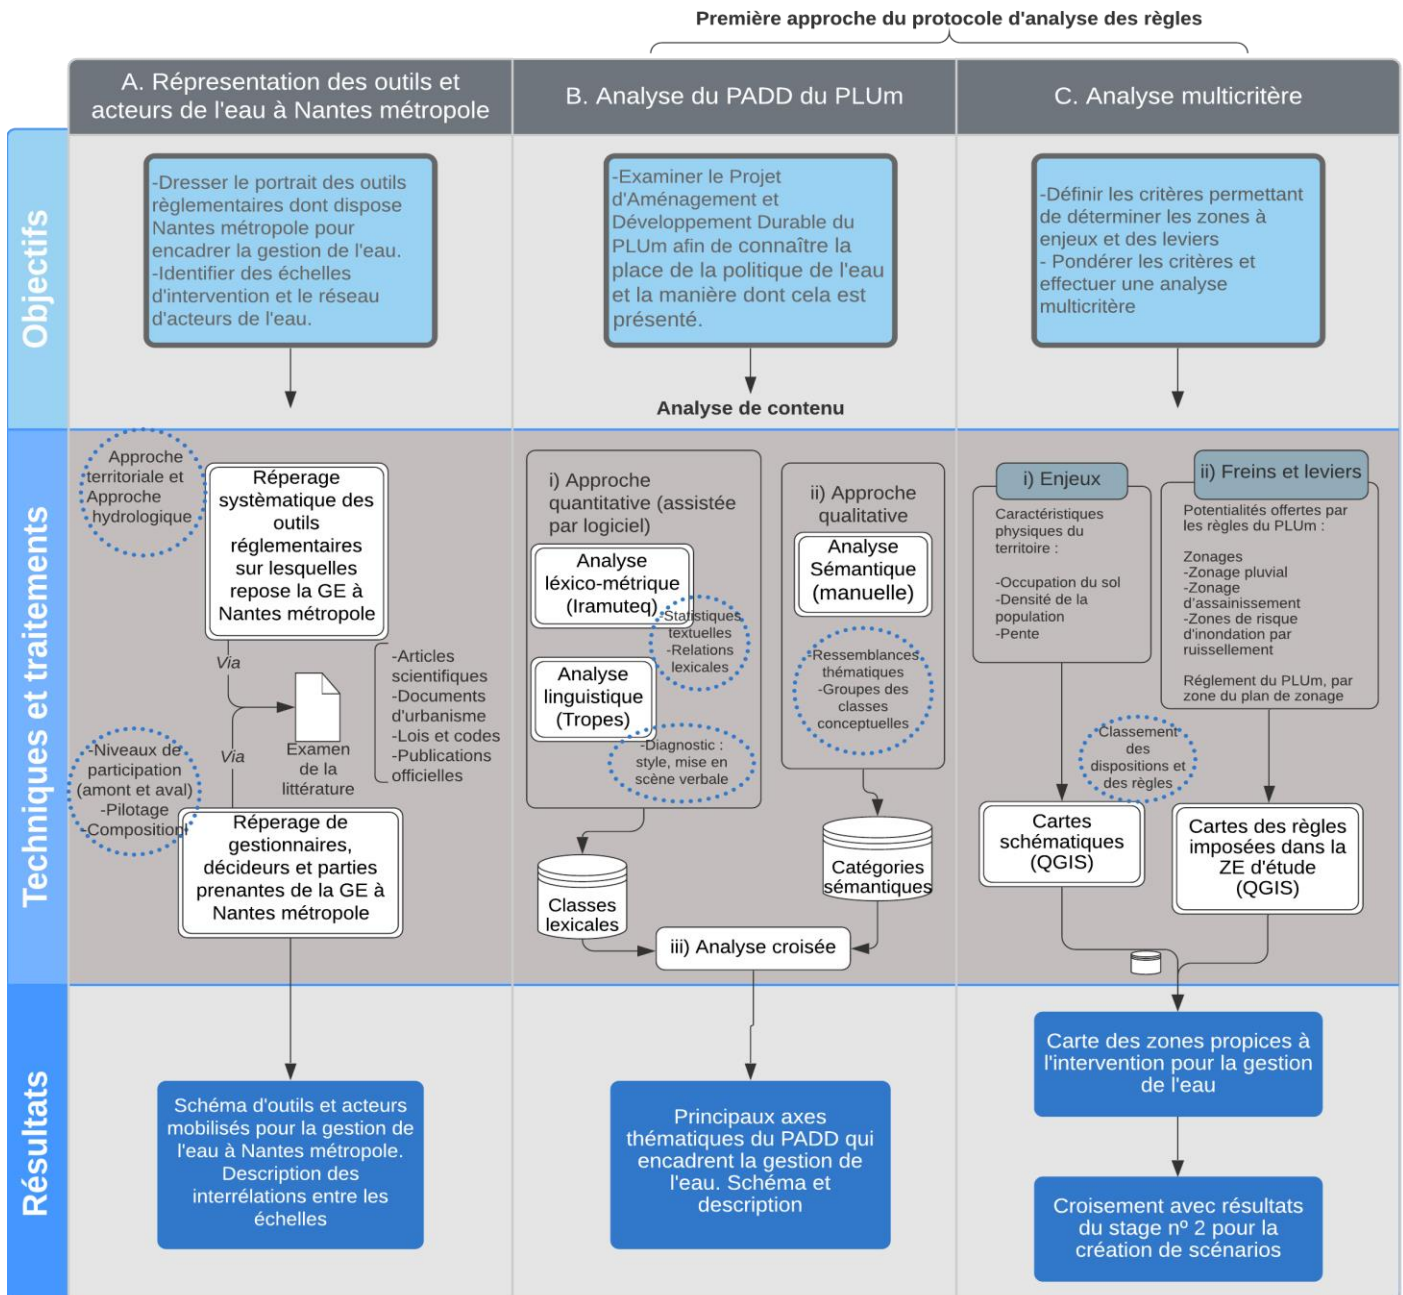 Première approche du protocole d'analyse des règles
A. Répresentation des outils et
acteurs de l'eau à Nantes métropole
B. Analyse du PADD du PLUm
C. Analyse multicritère
Objectifs
-Dresser le portrait des outils
règlementaires dont dispose
Nantes métropole pour
encadrer la gestion de l'eau.
-Identifier des échelles
d'intervention et le réseau
d'acteurs de l'eau.
-Examiner le Projet
d'Aménagement et
Développement Durable du
PLUm afin de connaître la
place de la politique de l'eau
et la manière dont cela est
présenté.
-Définir les critères permettant
de déterminer les zones à
enjeux et des leviers
- Pondérer les critères et
effectuer une analyse
multicritère
Analyse de contenu
Techniques et traitements
Approche
territoriale et
Approche
hydrologique
Réperage
systèmatique des
outils
réglementaires
sur lesquelles
repose la GE à
Nantes métropole
Via
Via
Examen
de la
littérature
-Articles
scientifiques
-Documents
d'urbanisme
-Lois et codes
-Publications
officielles
-Niveaux de
participation
(amont et aval)
-Pilotage
-Compositionl
Réperage de
gestionnaires,
décideurs et parties
prenantes de la GE à
Nantes métropole
i) Approche
quantitative (assistée
par logiciel)
Analyse
léxico-métrique
(Iramuteq)
-Statistiques
textuelles
-Relations
lexicales
Analyse
linguistique
(Tropes)
-Diagnostic :
style, mise en
scène verbale
ii) Approche
qualitative
Analyse
Sémantique
(manuelle)
-Ressemblances
thématiques
-Groupes des
classes
conceptuelles
Classes
lexicales
Catégories
sémantiques
iii) Analyse croisée
i) Enjeux
Caractéristiques
physiques du
territoire :
-Occupation du sol
-Densité de la
population
-Pente
ii) Freins et leviers
Potentialités offertes par
les règles du PLUm :
Zonages
-Zonage pluvial
-Zonage
d'assainissement
-Zones de risque
d'inondation par
ruissellement
Réglement du PLUm, par
zone du plan de zonage
-Classement
des
dispositions et
des règles
Cartes
schématiques
(QGIS)
Cartes des règles
imposées dans la
ZE d'étude
(QGIS)
Résultats
Schéma d'outils et acteurs
mobilisés pour la gestion de
l'eau à Nantes métropole.
Description des
interrélations entre les
échelles
Principaux axes
thématiques du PADD qui
encadrent la gestion de
l'eau. Schéma et
description
Carte des zones propices à
l'intervention pour la gestion
de l'eau
Croisement avec résultats
du stage nº 2 pour la
création de scénarios